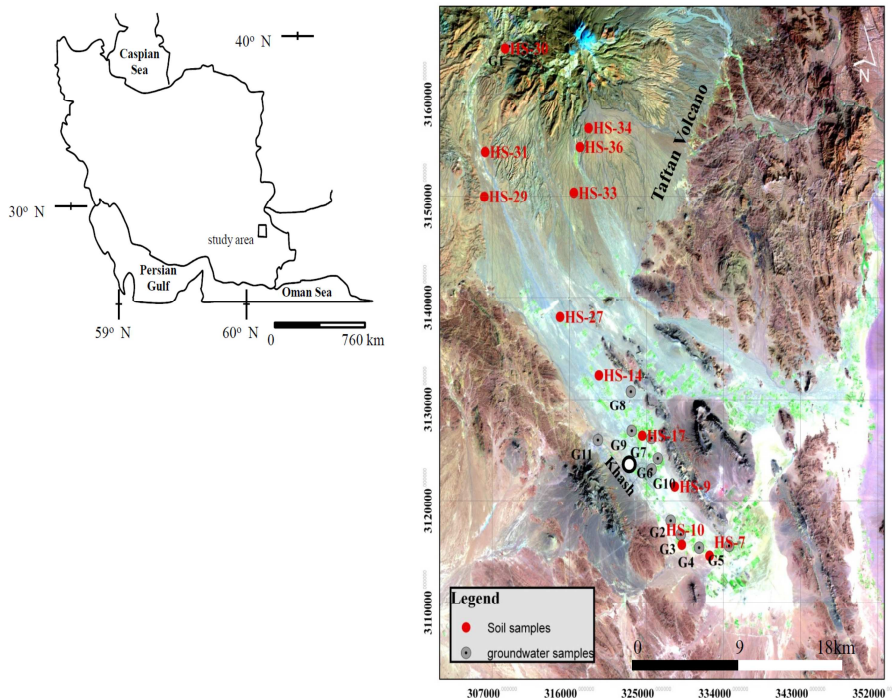 40° N
Caspian
Sea
30° N
study area
Persian
Gulf
Oman Sea
59° N
60° N
0 760 km
N
HS-30
G1
HS-34
HS-36
HS-31
HS-33
HS-29
Taftan Volcano
HS-27
HS-14
G8
HS-17
G9
G7
G11
G6
Khash
G10
HS-9
G2
HS-10
HS-7
G3
G4
G5
Legend
Soil samples
groundwater samples
0 9 18km
3160000
3150000
3140000
3130000
3120000
3110000
307000 316000 325000 334000 343000 352000